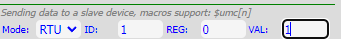 Sending data to a slave device, macros support: $umc[n]
Mode: RTU ID: 1 REG: 0 VAL: 1